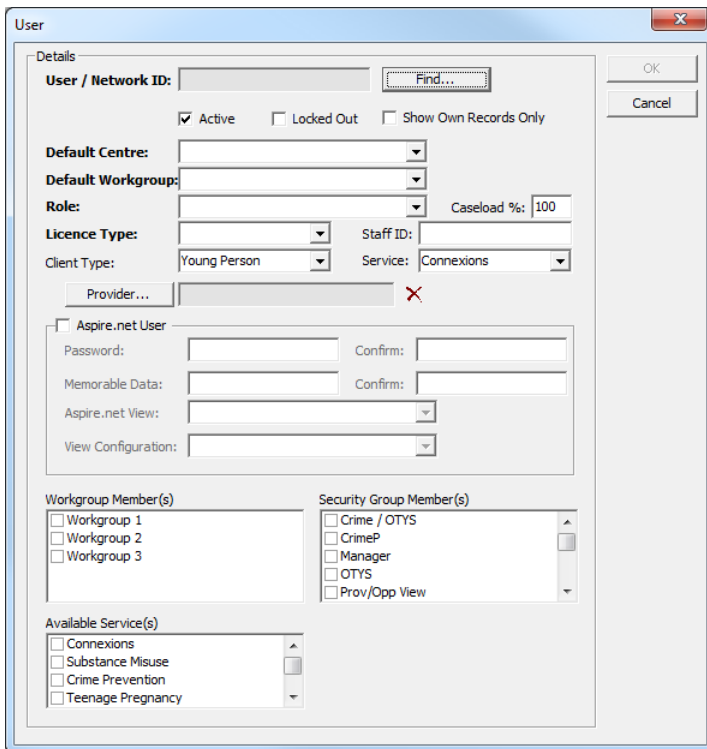 User
Details
User / Network ID:
Find...
OK
Cancel
Active
Locked Out
Show Own Records Only
Default Centre:
Default Workgroup:
Role:
Caseload %: 100
Licence Type:
Staff ID:
Client Type: Young Person
Service: Connexions
Provider...
Aspire.net User
Password:
Confirm:
Memorable Data:
Confirm:
Aspire.net View:
View Configuration:
Workgroup Member(s)
Workgroup 1
Workgroup 2
Workgroup 3
Security Group Member(s)
Crime / OTYS
CrimeP
Manager
OTYS
Prov/Opp View
Available Service(s)
Connexions
Substance Misuse
Crime Prevention
Teenage Pregnancy